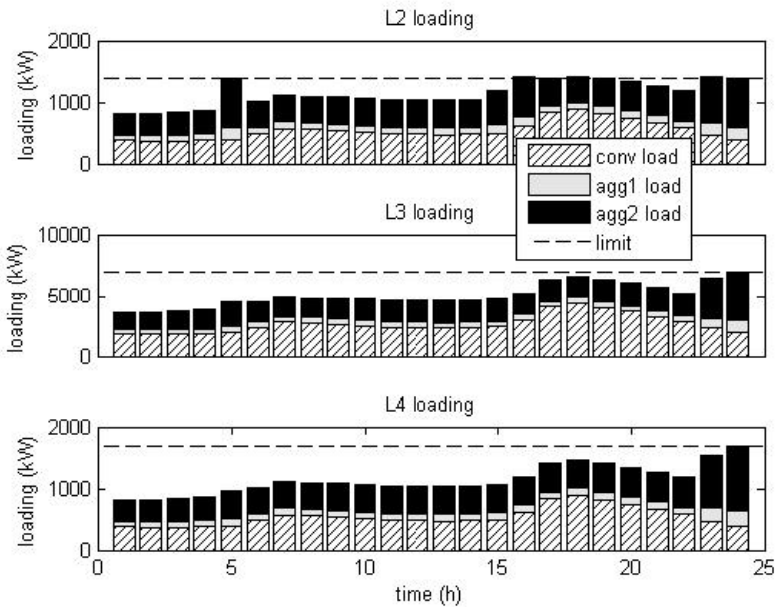 L2 loading
2000
1000
0
loading (kW)
conv load
agg1 load
agg2 load
limit
L3 loading
10000
5000
0
loading (kW)
L4 loading
2000
1000
0
loading (kW)
0 5 10 15 20 25
time (h)